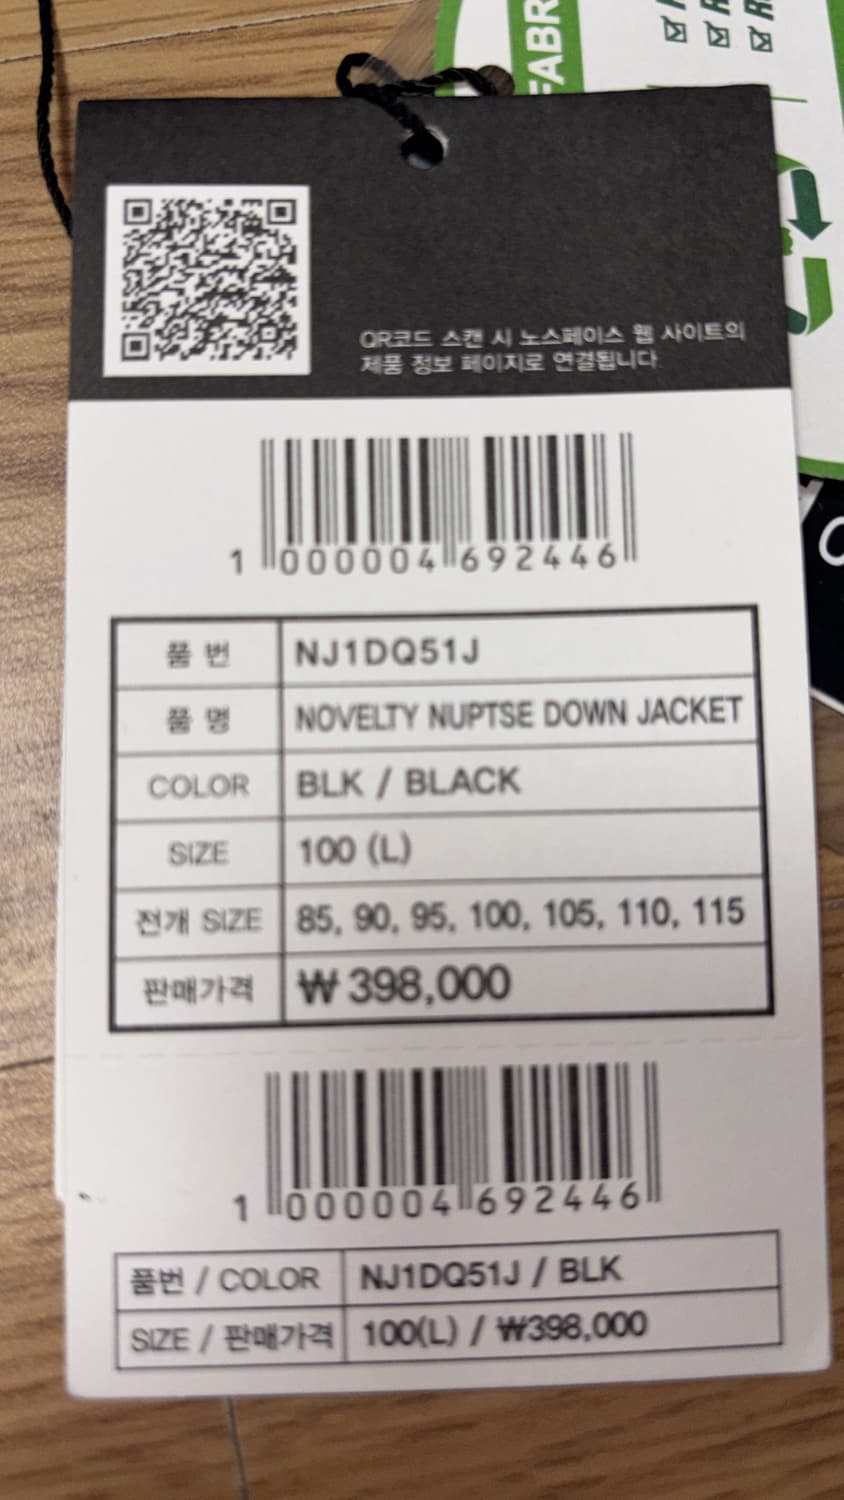 FABR
QR코드 스캔 시 노스페이스 웹 사이트의
제품 정보 페이지로 연결됩니다.
1 000004 692446
품 번 NJ1DQ51J
품 명 NOVELTY NUPTSE DOWN JACKET
COLOR BLK / BLACK
SIZE 100 (L)
전개 SIZE 85, 90, 95, 100, 105, 110, 115
판매가격 ₩ 398,000
1 000004 692446
품번 / COLOR NJ1DQ51J / BLK
SIZE / 판매가격 100(L) / ₩398,000